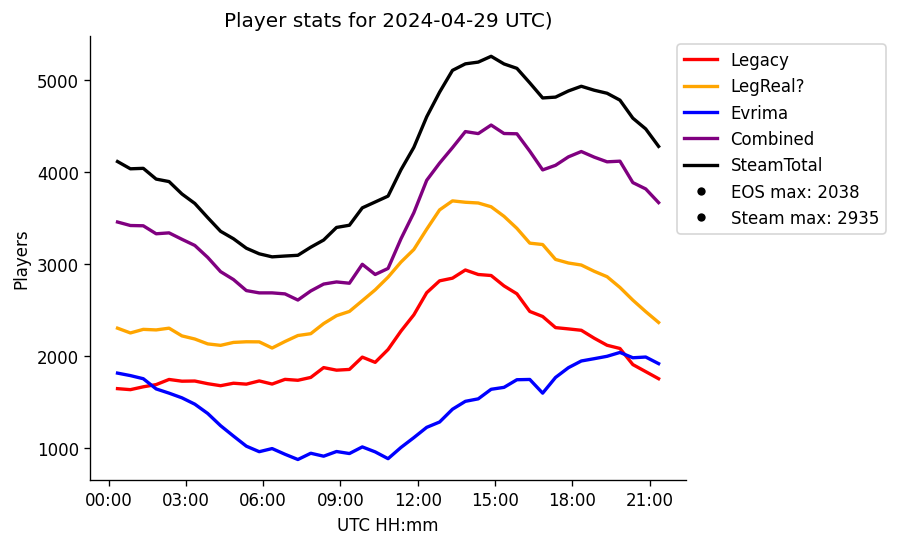 Player stats for 2024-04-29 UTC)
Legacy
LegReal?
Evrima
Combined
SteamTotal
EOS max: 2038
Steam max: 2935
Players
5000
4000
3000
2000
1000
00:00 03:00 06:00 09:00 12:00 15:00 18:00 21:00
UTC HH:mm